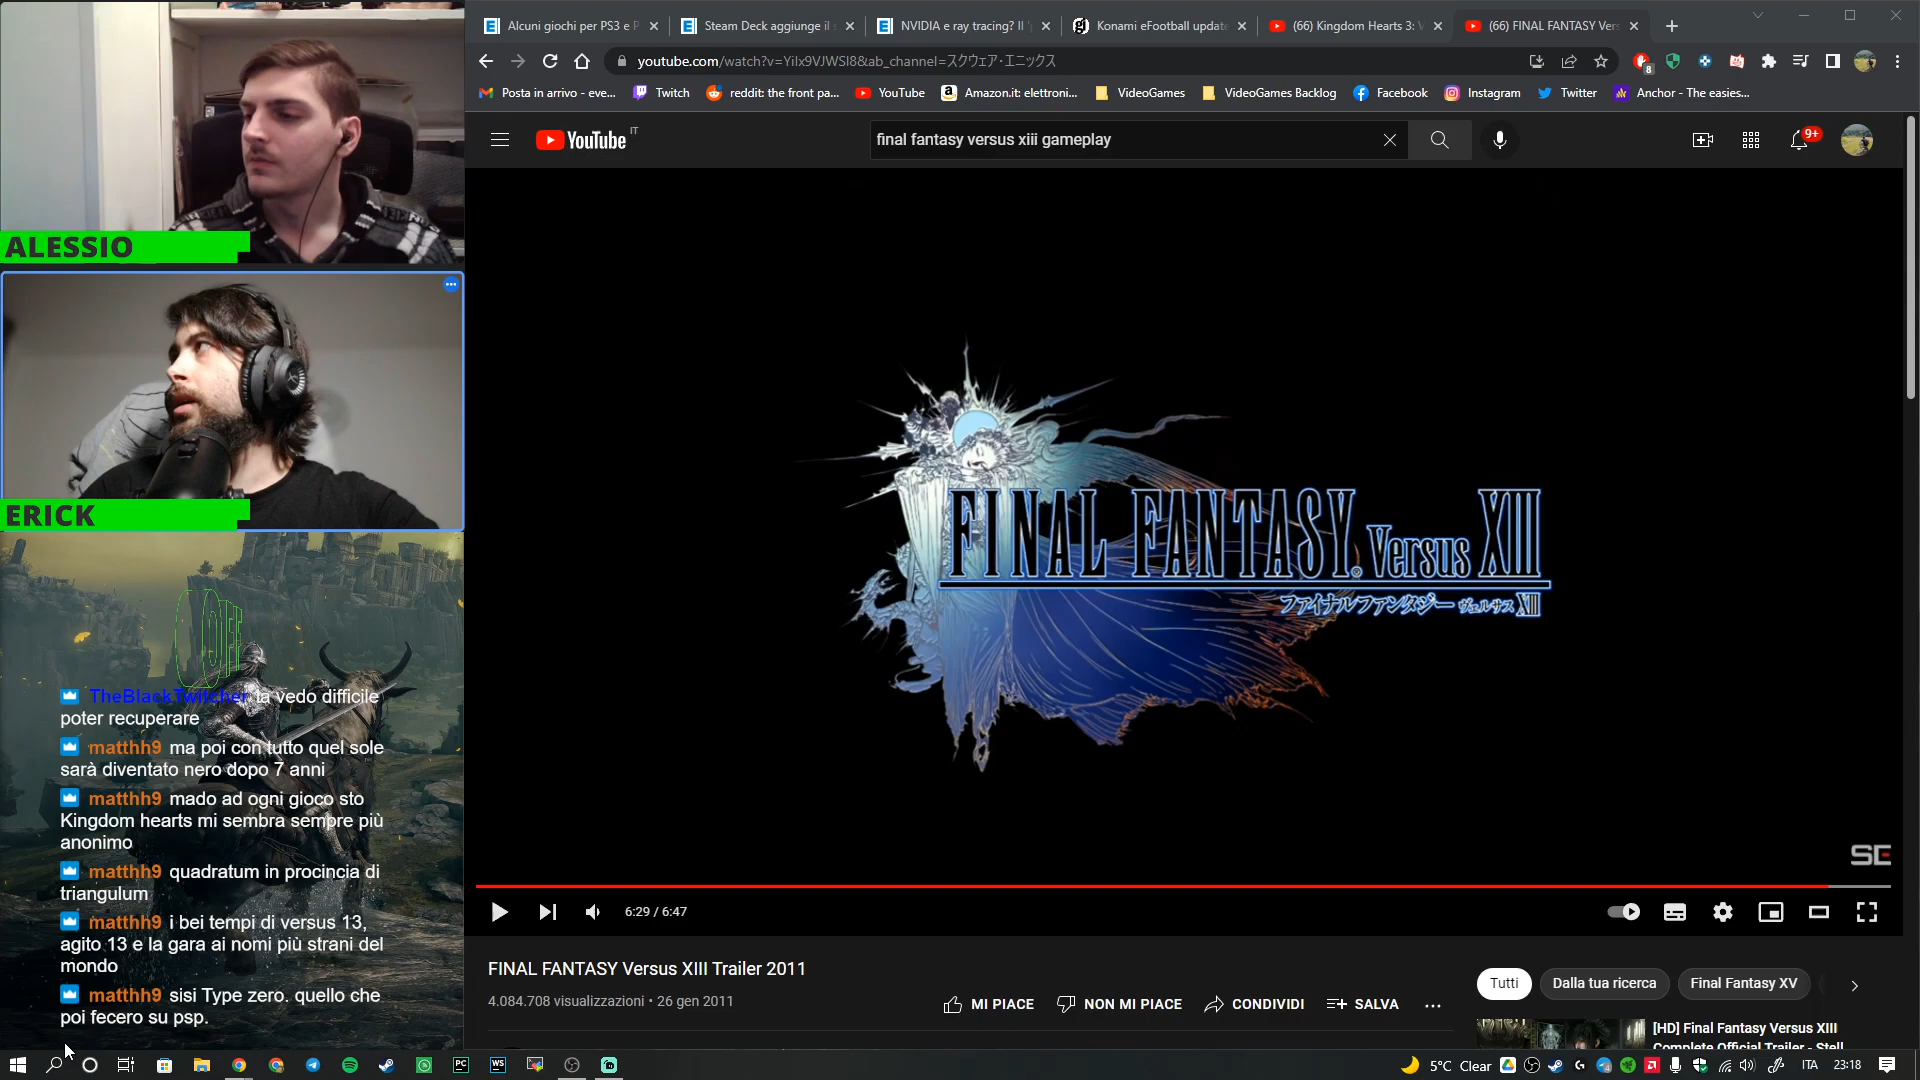 ALESSIO
ERICK
OFF
TheBlackTwitcher la vedo difficile
poter recuperare
matthh9 ma poi con tutto quel sole
sarà diventato nero dopo 7 anni
matthh9 mado ad ogni gioco sto
Kingdom hearts mi sembra sempre più
anonimo
matthh9 quadratum in procincia di
triangulum
matthh9 i bei tempi di versus 13,
agito 13 e la gara ai nomi più strani del
mondo
matthh9 sisi Type zero. quello che
poi fecero su psp.
Alcuni giochi per PS3 e P
Steam Deck aggiunge il s
NVIDIA e ray tracing? Il '
Konami eFootball update
(66) Kingdom Hearts 3: V
(66) FINAL FANTASY Vers
youtube.com/watch?v=Yilx9VJWSI8&ab_channel=スクウェア・エニックス
8
Posta in arrivo - eve...
Twitch
reddit: the front pa...
YouTube
Amazon.it: elettroni...
VideoGames
VideoGames Backlog
Facebook
Instagram
Twitter
Anchor - The easies...
YouTube IT
final fantasy versus xiii gameplay
9+
FINAL FANTASY Versus XIII
ファイナルファンタジー ヴェルサス XIII
SE
6:29 / 6:47
FINAL FANTASY Versus XIII Trailer 2011
4.084.708 visualizzazioni • 26 gen 2011
MI PIACE
NON MI PIACE
CONDIVIDI
SALVA
Tutti
Dalla tua ricerca
Final Fantasy XV
[HD] Final Fantasy Versus XIII
Complete Official Trailer - Stell
PC
WS
5°C Clear
ITA
23:18